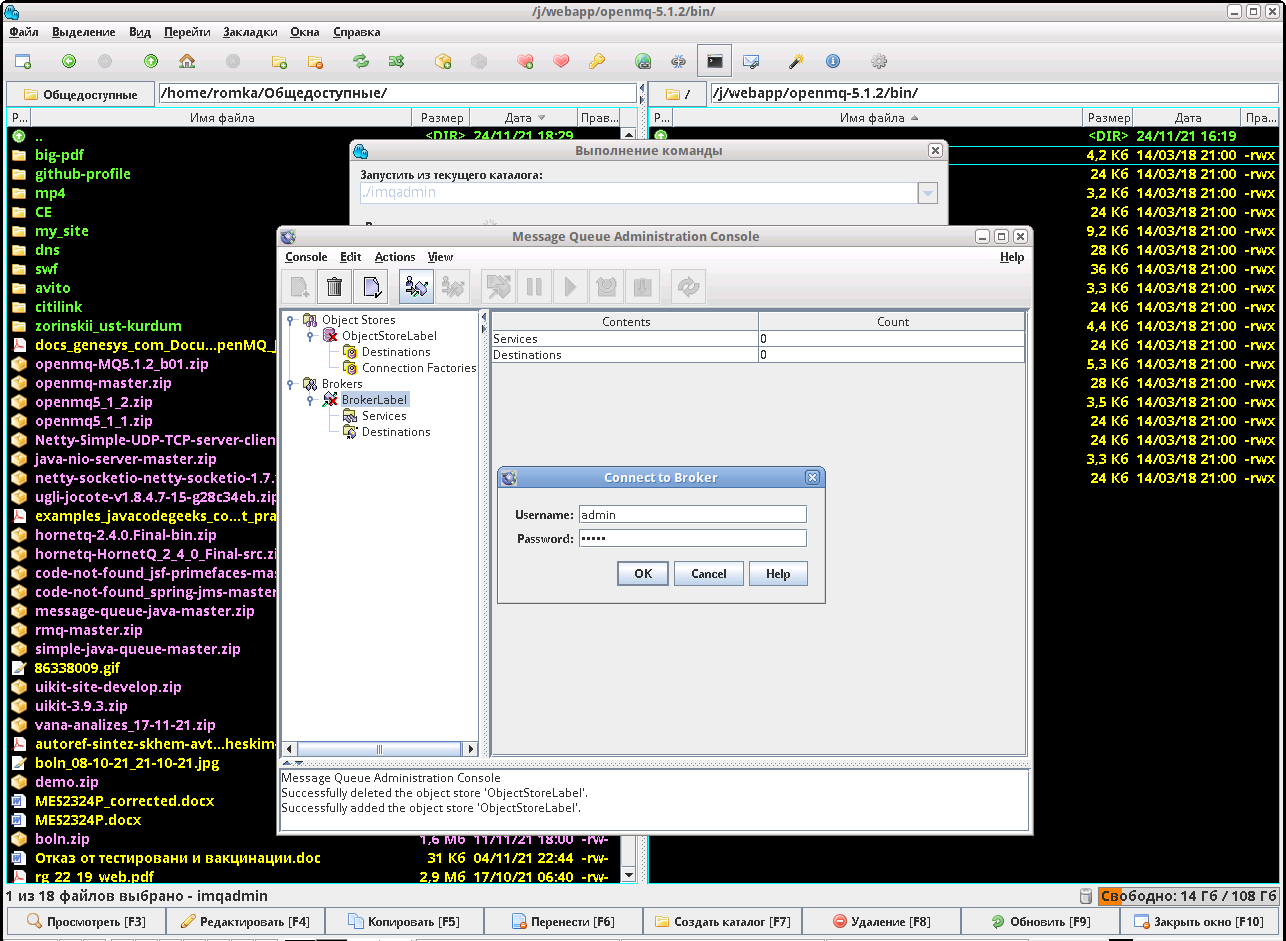 /j/webapp/openmq-5.1.2/bin/
Файл Выделение Вид Перейти Закладки Окна Справка
Общедоступные /home/romka/Общедоступные/
/ /j/webapp/openmq-5.1.2/bin/
Р... Имя файла Размер Дата Прав...
Р... Имя файла Размер Дата Пра...
.. <DIR> 24/11/21 18:29
big-pdf
github-profile
mp4
CE
my_site
dns
swf
avito
citilink
zorinskii_ust-kurdum
docs_genesys_com_Docu...penMQ_
openmq-MQ5.1.2_b01.zip
openmq-master.zip
openmq5_1_2.zip
openmq5_1_1.zip
Netty-Simple-UDP-TCP-server-clien
java-nio-server-master.zip
netty-socketio-netty-socketio-1.7.
ugli-jocote-v1.8.4.7-15-g28c34eb.zip
examples_javacodegeeks_co...t_pra
hornetq-2.4.0.Final-bin.zip
hornetq-HornetQ_2_4_0_Final-src.zi
code-not-found_jsf-primefaces-mas
code-not-found_spring-jms-master
message-queue-java-master.zip
rmq-master.zip
simple-java-queue-master.zip
86338009.gif
uikit-site-develop.zip
uikit-3.9.3.zip
vana-analizes_17-11-21.zip
autoref-sintez-skhem-avt...heskim-
boln_08-10-21_21-10-21.jpg
demo.zip
MES2324P_corrected.docx
MES2324P.docx
boln.zip 1,6 Мб 11/11/21 18:00 -rw-
Отказ от тестировани и вакцинации.doc 31 Кб 04/11/21 22:44 -rw-
rg_22_19_web.pdf 2,9 Мб 17/10/21 06:40 -rw-
<DIR> 24/11/21 16:19
4,2 Кб 14/03/18 21:00 -rwx
24 Кб 14/03/18 21:00 -rwx
3,2 Кб 14/03/18 21:00 -rwx
24 Кб 14/03/18 21:00 -rwx
9,2 Кб 14/03/18 21:00 -rwx
28 Кб 14/03/18 21:00 -rwx
36 Кб 14/03/18 21:00 -rwx
3,3 Кб 14/03/18 21:00 -rwx
24 Кб 14/03/18 21:00 -rwx
4,4 Кб 14/03/18 21:00 -rwx
24 Кб 14/03/18 21:00 -rwx
5,3 Кб 14/03/18 21:00 -rwx
28 Кб 14/03/18 21:00 -rwx
3,5 Кб 14/03/18 21:00 -rwx
24 Кб 14/03/18 21:00 -rwx
24 Кб 14/03/18 21:00 -rwx
3,3 Кб 14/03/18 21:00 -rwx
24 Кб 14/03/18 21:00 -rwx
Выполнение команды
Запустить из текущего каталога:
./imqadmin
Message Queue Administration Console
Console Edit Actions View Help
Object Stores
ObjectStoreLabel
Destinations
Connection Factories
Brokers
BrokerLabel
Services
Destinations
Contents Count
Services 0
Destinations 0
Connect to Broker
Username: admin
Password: •••••
OK Cancel Help
Message Queue Administration Console
Successfully deleted the object store 'ObjectStoreLabel'.
Successfully added the object store 'ObjectStoreLabel'.
1 из 18 файлов выбрано - imqadmin
Свободно: 14 Гб / 108 Гб
Просмотреть [F3] Редактировать [F4] Копировать [F5] Перенести [F6] Создать каталог [F7] Удаление [F8] Обновить [F9] Закрыть окно [F10]